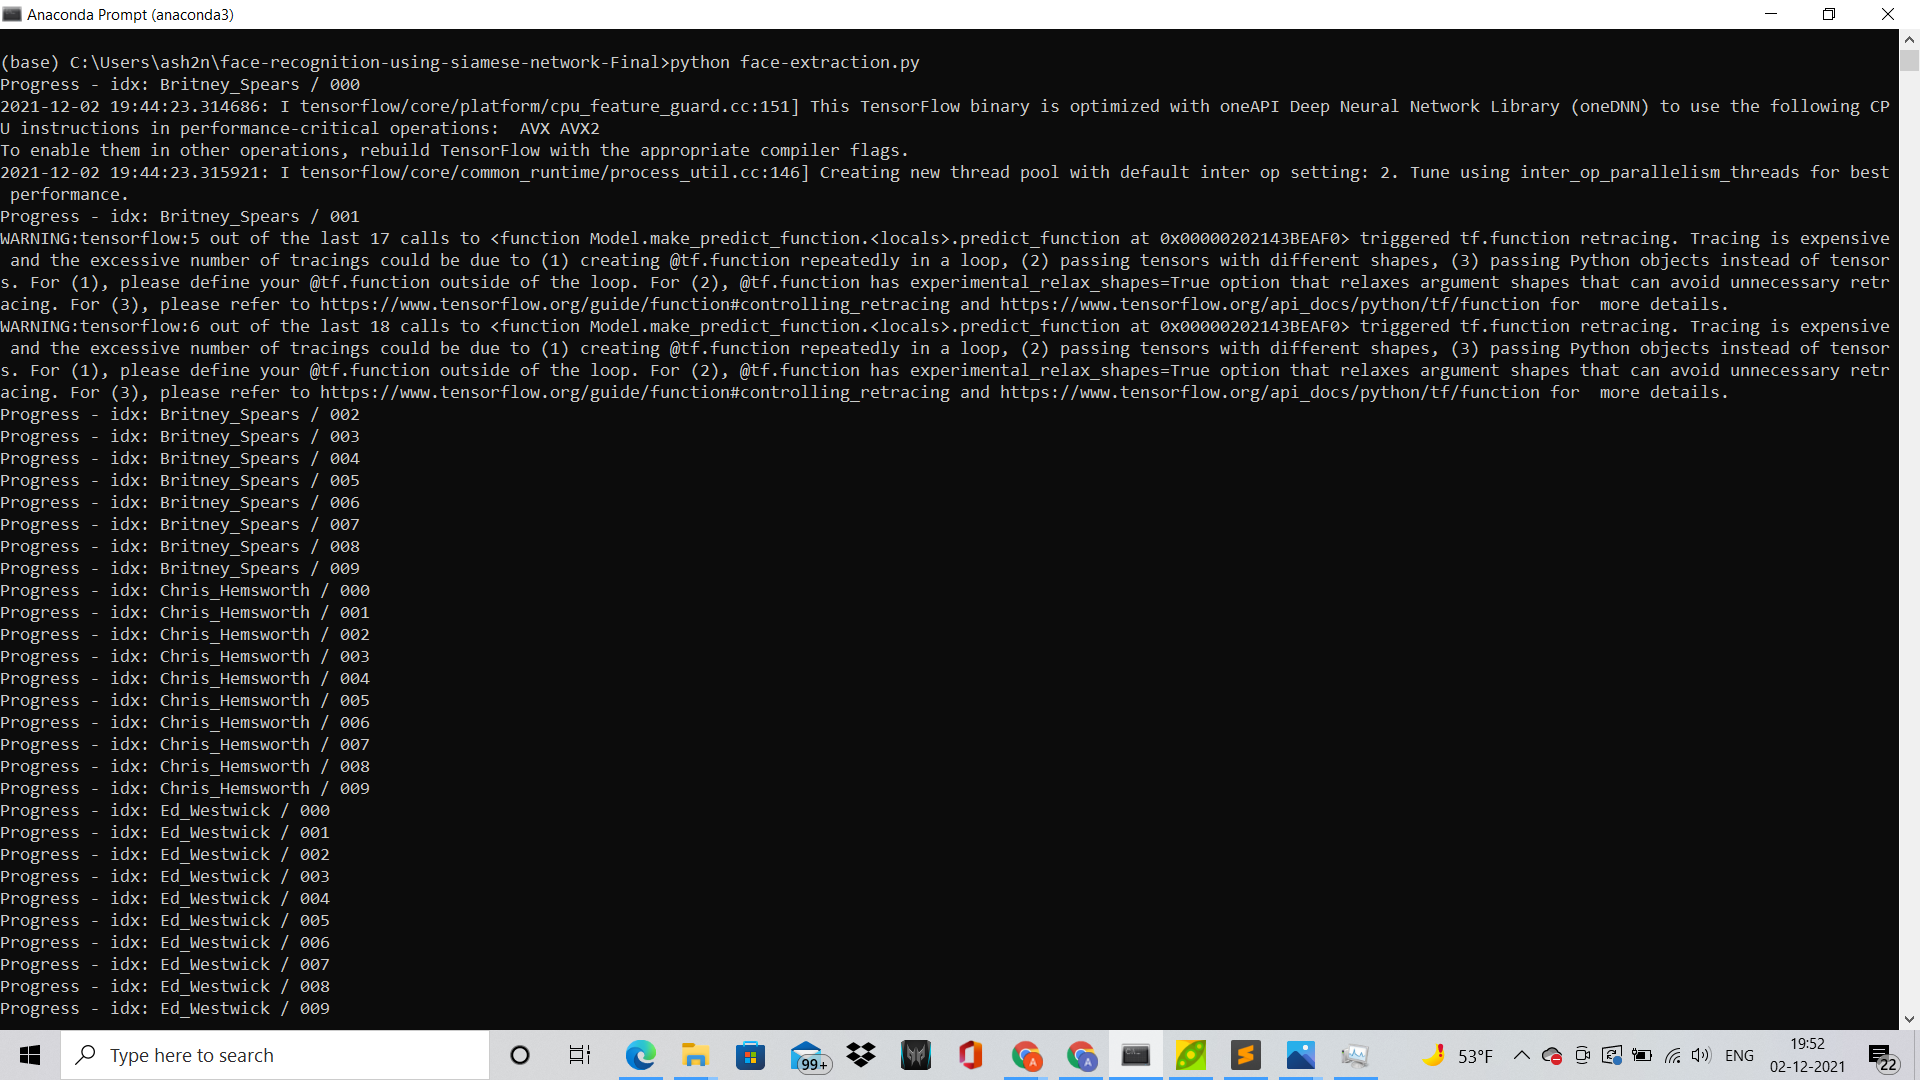 Anaconda Prompt (anaconda3)
(base) C:\Users\ash2n\face-recognition-using-siamese-network-Final>python face-extraction.py
Progress - idx: Britney_Spears / 000
2021-12-02 19:44:23.314686: I tensorflow/core/platform/cpu_feature_guard.cc:151] This TensorFlow binary is optimized with oneAPI Deep Neural Network Library (oneDNN) to use the following CP
U instructions in performance-critical operations:  AVX AVX2
To enable them in other operations, rebuild TensorFlow with the appropriate compiler flags.
2021-12-02 19:44:23.315921: I tensorflow/core/common_runtime/process_util.cc:146] Creating new thread pool with default inter op setting: 2. Tune using inter_op_parallelism_threads for best
 performance.
Progress - idx: Britney_Spears / 001
WARNING:tensorflow:5 out of the last 17 calls to <function Model.make_predict_function.<locals>.predict_function at 0x00000202143BEAF0> triggered tf.function retracing. Tracing is expensive
 and the excessive number of tracings could be due to (1) creating @tf.function repeatedly in a loop, (2) passing tensors with different shapes, (3) passing Python objects instead of tensor
s. For (1), please define your @tf.function outside of the loop. For (2), @tf.function has experimental_relax_shapes=True option that relaxes argument shapes that can avoid unnecessary retr
acing. For (3), please refer to https://www.tensorflow.org/guide/function#controlling_retracing and https://www.tensorflow.org/api_docs/python/tf/function for  more details.
WARNING:tensorflow:6 out of the last 18 calls to <function Model.make_predict_function.<locals>.predict_function at 0x00000202143BEAF0> triggered tf.function retracing. Tracing is expensive
 and the excessive number of tracings could be due to (1) creating @tf.function repeatedly in a loop, (2) passing tensors with different shapes, (3) passing Python objects instead of tensor
s. For (1), please define your @tf.function outside of the loop. For (2), @tf.function has experimental_relax_shapes=True option that relaxes argument shapes that can avoid unnecessary retr
acing. For (3), please refer to https://www.tensorflow.org/guide/function#controlling_retracing and https://www.tensorflow.org/api_docs/python/tf/function for  more details.
Progress - idx: Britney_Spears / 002
Progress - idx: Britney_Spears / 003
Progress - idx: Britney_Spears / 004
Progress - idx: Britney_Spears / 005
Progress - idx: Britney_Spears / 006
Progress - idx: Britney_Spears / 007
Progress - idx: Britney_Spears / 008
Progress - idx: Britney_Spears / 009
Progress - idx: Chris_Hemsworth / 000
Progress - idx: Chris_Hemsworth / 001
Progress - idx: Chris_Hemsworth / 002
Progress - idx: Chris_Hemsworth / 003
Progress - idx: Chris_Hemsworth / 004
Progress - idx: Chris_Hemsworth / 005
Progress - idx: Chris_Hemsworth / 006
Progress - idx: Chris_Hemsworth / 007
Progress - idx: Chris_Hemsworth / 008
Progress - idx: Chris_Hemsworth / 009
Progress - idx: Ed_Westwick / 000
Progress - idx: Ed_Westwick / 001
Progress - idx: Ed_Westwick / 002
Progress - idx: Ed_Westwick / 003
Progress - idx: Ed_Westwick / 004
Progress - idx: Ed_Westwick / 005
Progress - idx: Ed_Westwick / 006
Progress - idx: Ed_Westwick / 007
Progress - idx: Ed_Westwick / 008
Progress - idx: Ed_Westwick / 009
Type here to search
99+
A
A
53°F
ENG
19:52
02-12-2021
22